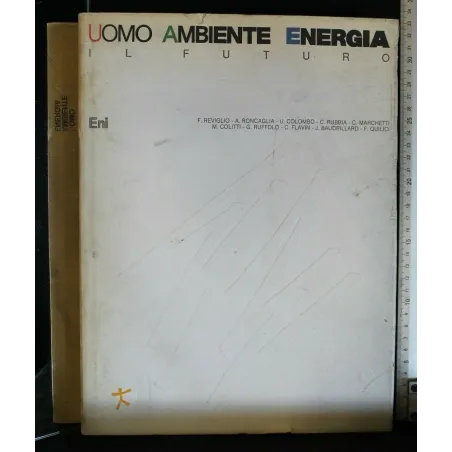 UOMO AMBIENTE ENERGIA
IL FUTURO
Eni
F. REVIGLIO - A. RONCAGLIA - U. COLOMBO - C. RUBBIA - C. MARCHETTI
M. COLITTI - G. RUFFOLO - C. FLAVIN - J. BAUDRILLARD - F. QUILICI